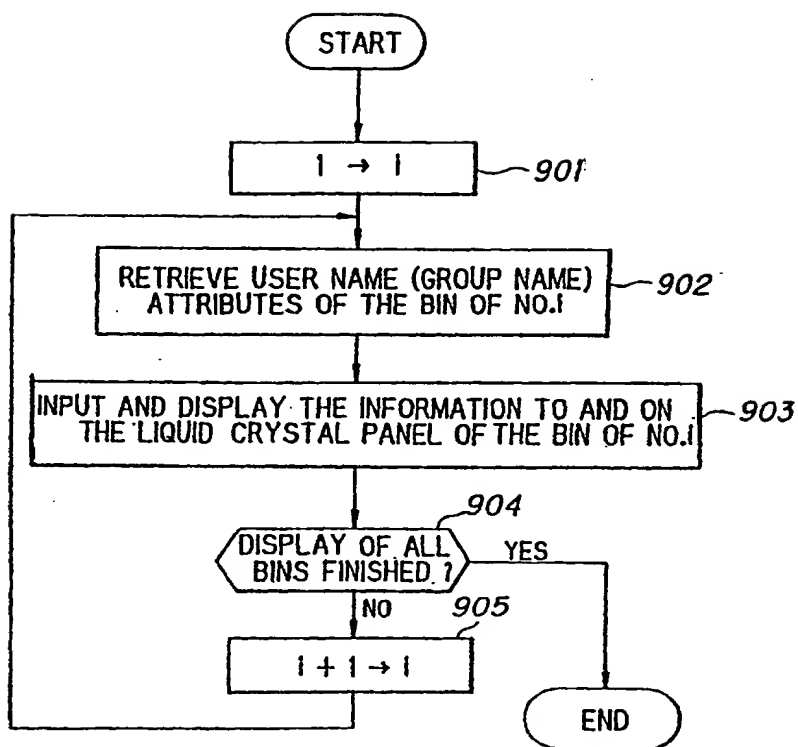 START
1 → i
901
RETRIEVE USER NAME (GROUP NAME)
ATTRIBUTES OF THE BIN OF NO.i
902
INPUT AND DISPLAY THE INFORMATION TO AND ON
THE LIQUID CRYSTAL PANEL OF THE BIN OF NO.i
903
904
DISPLAY OF ALL
BINS FINISHED ?
YES
NO
905
i + 1 → i
END